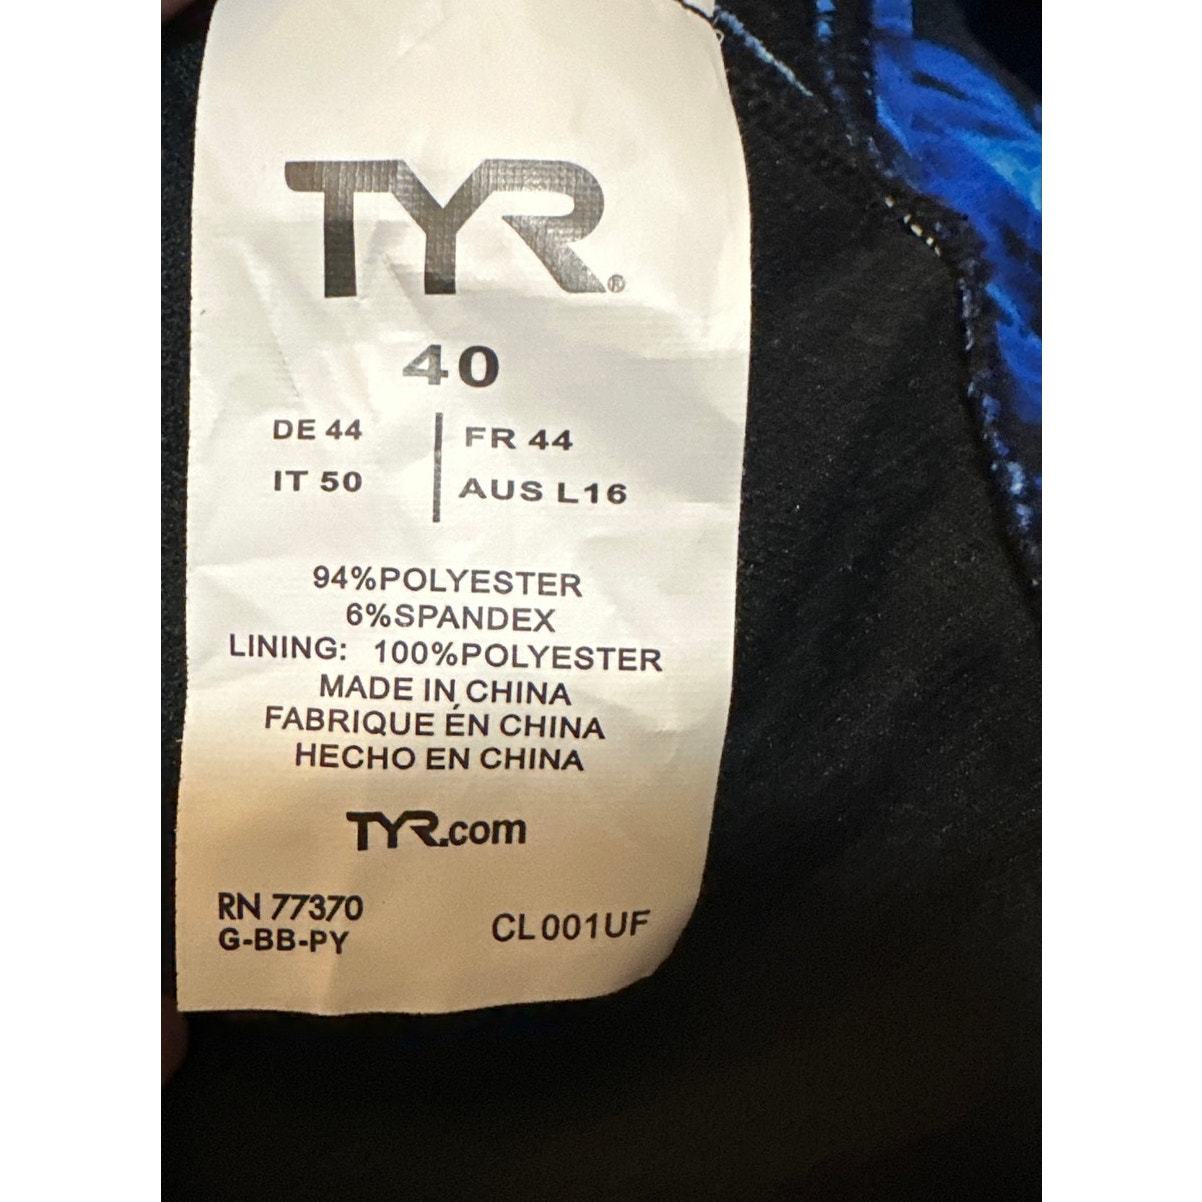 TYR®
40
DE 44 | FR 44
IT 50 | AUS L16
94%POLYESTER
6%SPANDEX
LINING: 100%POLYESTER
MADE IN CHINA
FABRIQUE ÉN CHINA
HECHO EN CHINA
TYR.com
RN 77370
G-BB-PY CL001UF